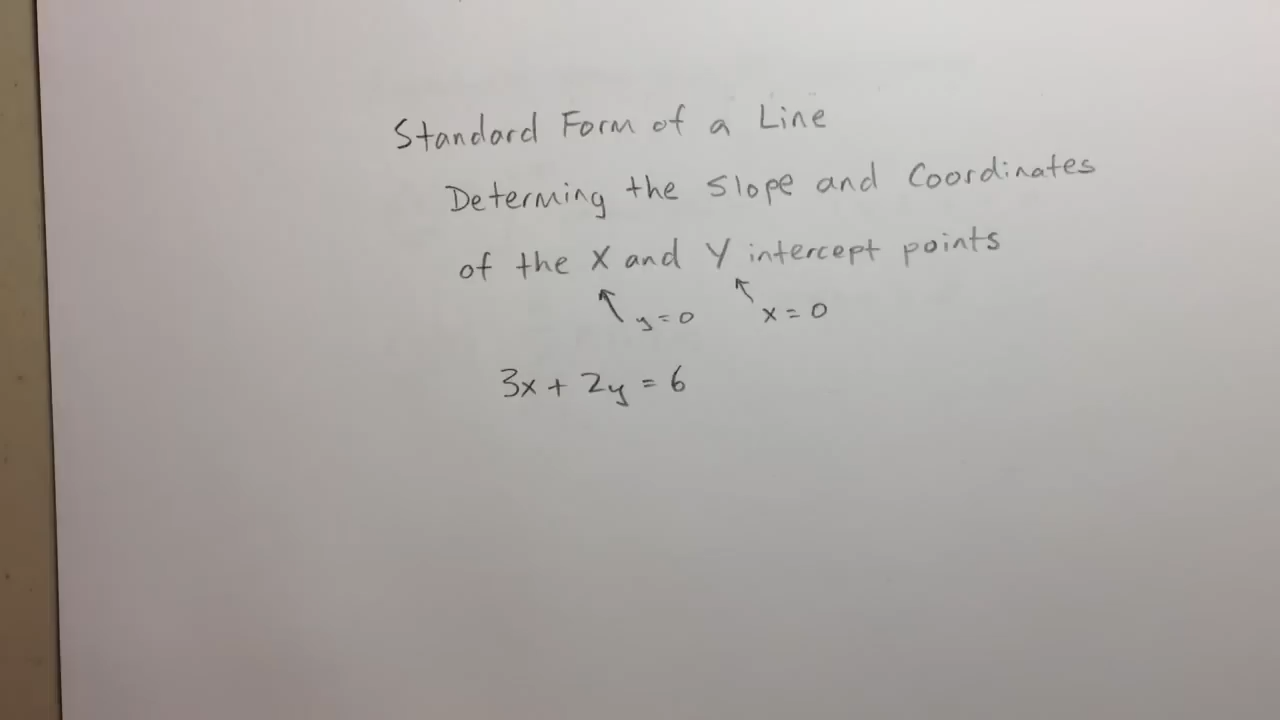 Standard Form of a Line
Determing the slope and Coordinates
of the X and Y intercept points
y = 0 x = 0
3x + 2y = 6